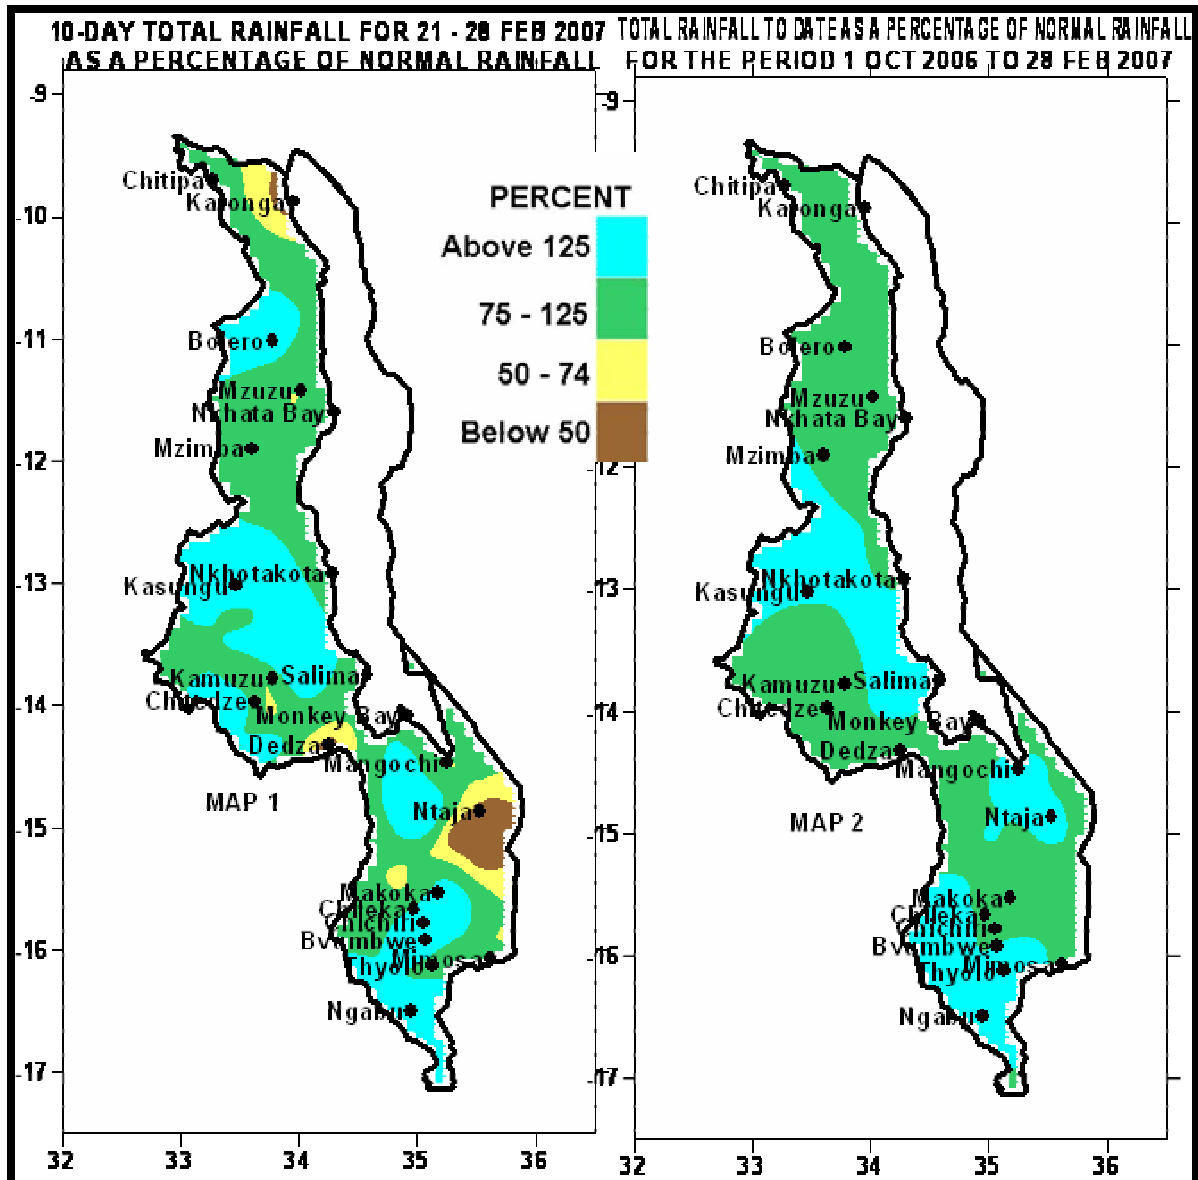 10-DAY TOTAL RAINFALL FOR 21 - 28 FEB 2007
AS A PERCENTAGE OF NORMAL RAINFALL
TOTAL RAINFALL TO DATE AS A PERCENTAGE OF NORMAL RAINFALL
FOR THE PERIOD 1 OCT 2006 TO 28 FEB 2007
-9
-10
-11
-12
-13
-14
-15
-16
-17
32
33
34
35
36
Chitipa
Karonga
Bolero
Mzuzu
Nkhata Bay
Mzimba
Nkhotakota
Kasungu
Kamuzu
Salima
Chitedze
Monkey Bay
Dedza
Mangochi
MAP 1
Ntaja
Makoka
Chileka
Chichiri
Bvumbwe
Mimosa
Thyolo
Ngabu
PERCENT
Above 125
75 - 125
50 - 74
Below 50
-9
-12
-13
-14
-15
-16
-17
32
33
34
35
36
Chitipa
Karonga
Bolero
Mzuzu
Nkhata Bay
Mzimba
Nkhotakota
Kasungu
Kamuzu
Salima
Chitedze
Monkey Bay
Dedza
Mangochi
MAP 2
Ntaja
Makoka
Chileka
Chichiri
Bvumbwe
Mimosa
Thyolo
Ngabu